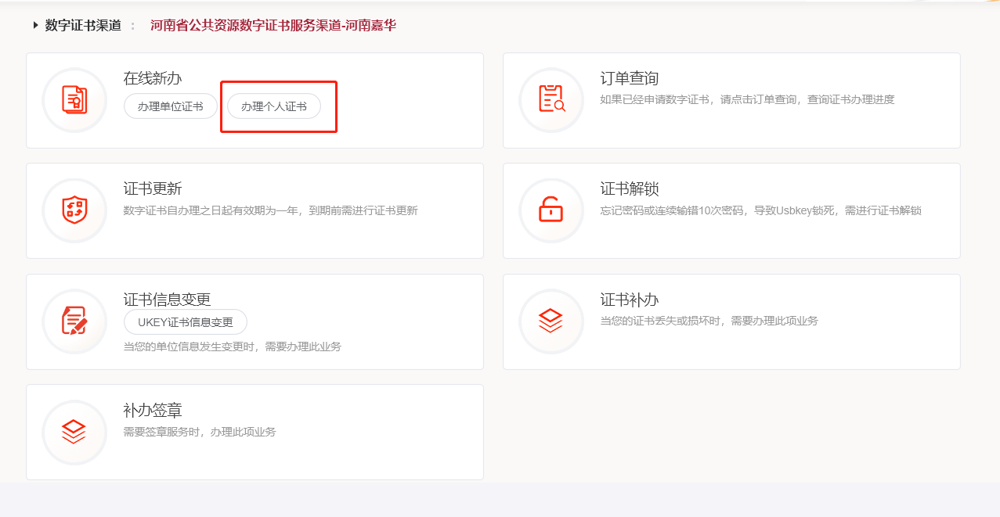 数字证书渠道 : 河南省公共资源数字证书服务渠道-河南嘉华
在线新办
办理单位证书 办理个人证书
订单查询
如果已经申请数字证书，请点击订单查询，查询证书办理进度
证书更新
数字证书自办理之日起有效期为一年，到期前需进行证书更新
证书解锁
忘记密码或连续输错10次密码，导致Usbkey锁死，需进行证书解锁
证书信息变更
UKEY证书信息变更
当您的单位信息发生变更时，需要办理此业务
证书补办
当您的证书丢失或损坏时，需要办理此项业务
补办签章
需要签章服务时，办理此项业务